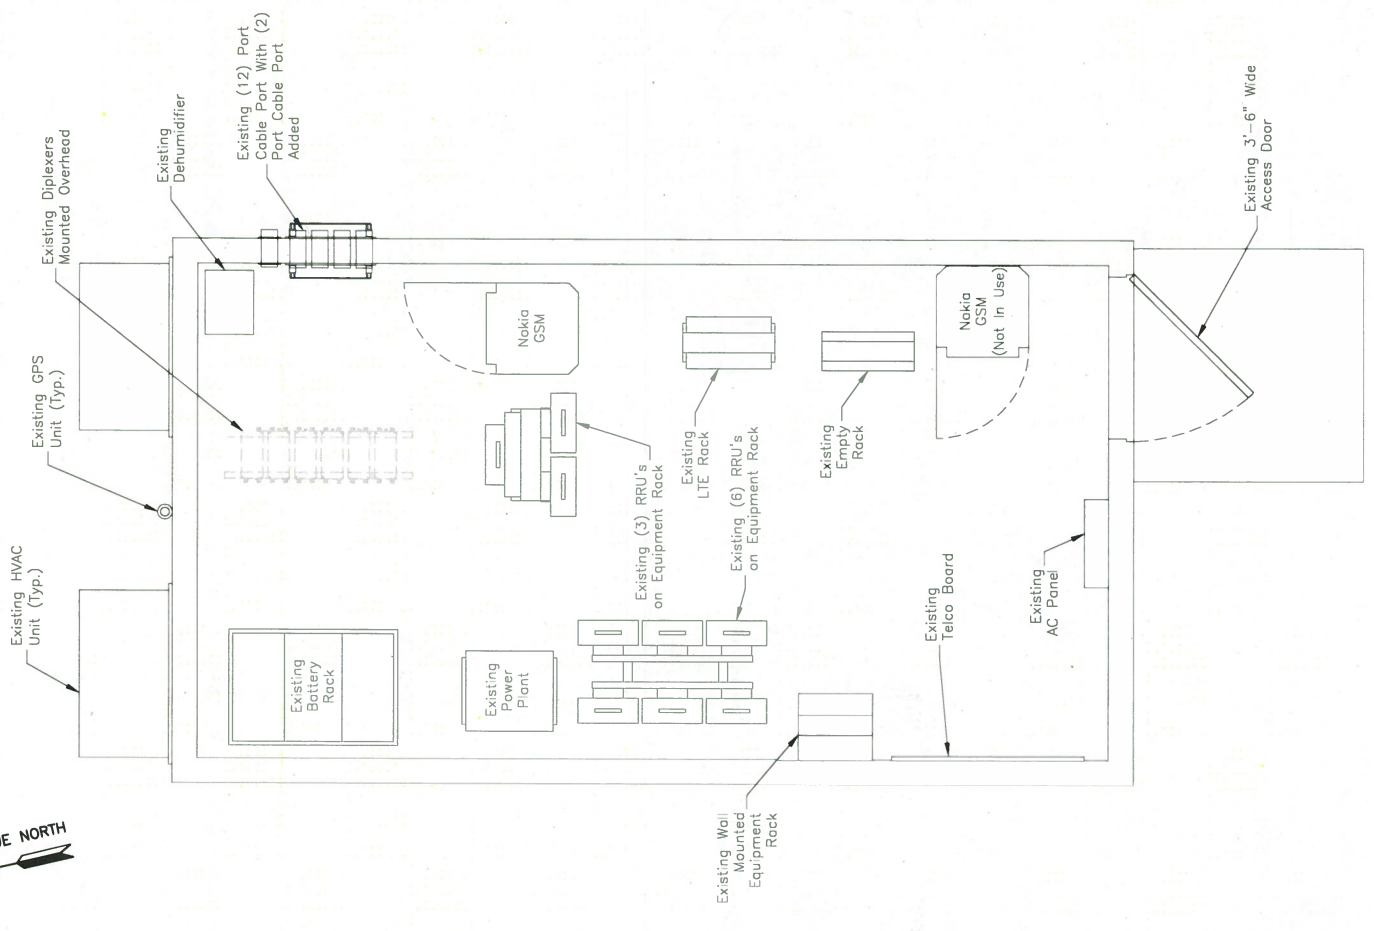 Existing HVAC
Unit (Typ.)
Existing GPS
Unit (Typ.)
Existing Diplexers
Mounted Overhead
Existing
Dehumidifier
Existing (12) Port
Cable Port With (2)
Port Cable Port
Added
Existing 3'-6" Wide
Access Door
Nokia
GSM
Nokia
GSM
(Not In Use)
Existing
LTE Rack
Existing
Empty
Rack
Existing (3) RRU's
on Equipment Rack
Existing (6) RRU's
on Equipment Rack
Existing
Battery
Rack
Existing
Power
Plant
Existing
Telco Board
Existing
AC Panel
Existing Wall
Mounted
Equipment
Rack
NORTH